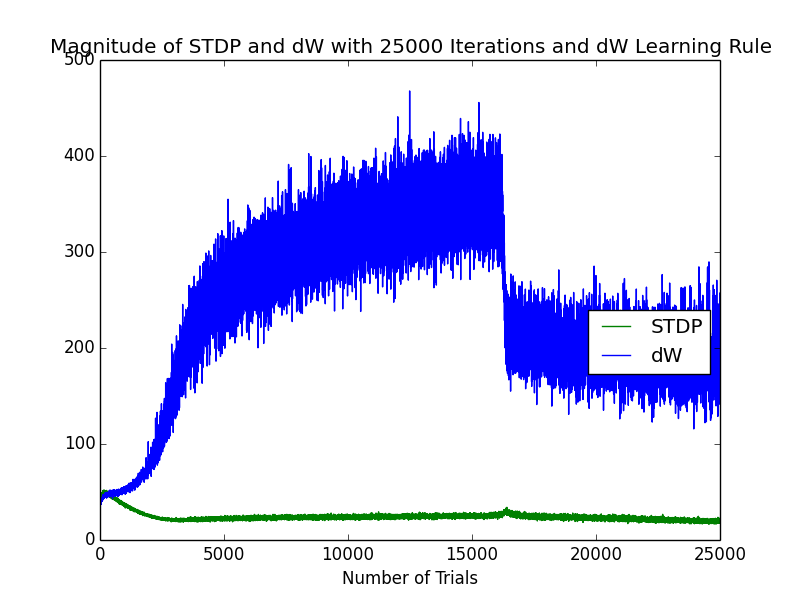 Magnitude of STDP and dW with 25000 Iterations and dW Learning Rule
500
400
300
200
100
0
STDP
dW
0 5000 10000 15000 20000 25000
Number of Trials